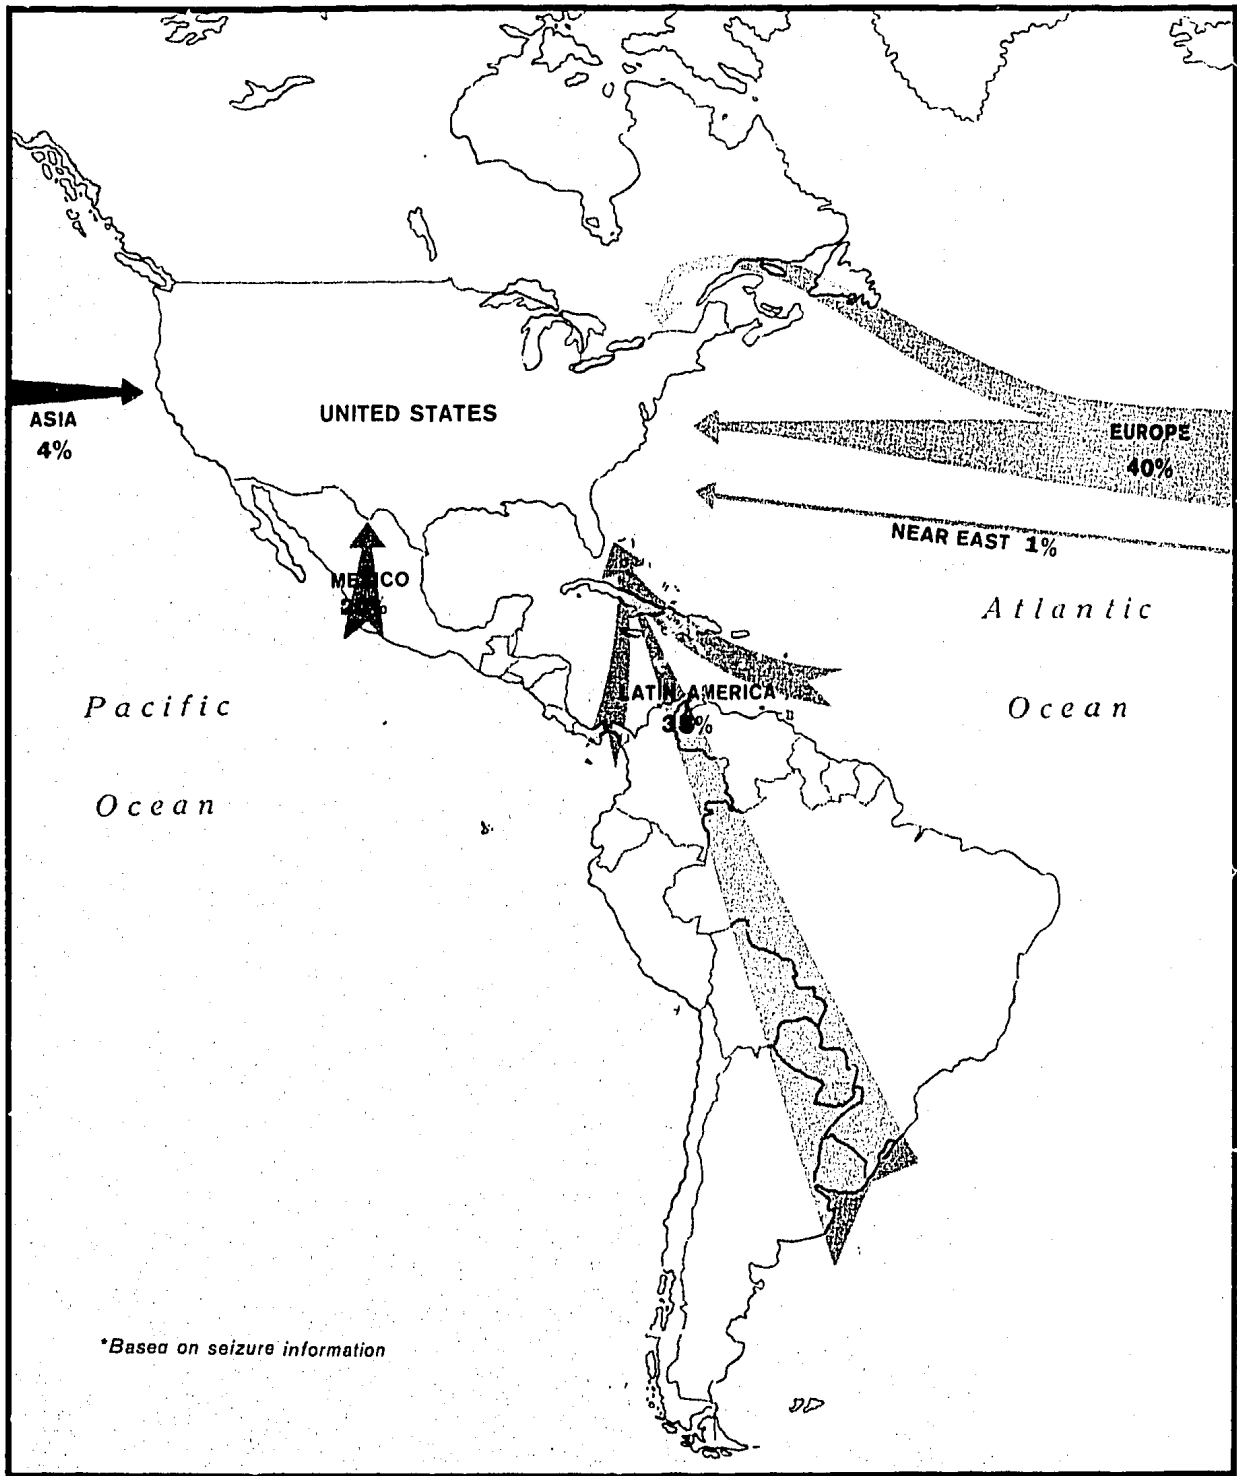 UNITED STATES
ASIA
4%
EUROPE
40%
NEAR EAST 1%
MEXICO
Atlantic
Ocean
LATIN AMERICA
Pacific
Ocean
*Based on seizure information